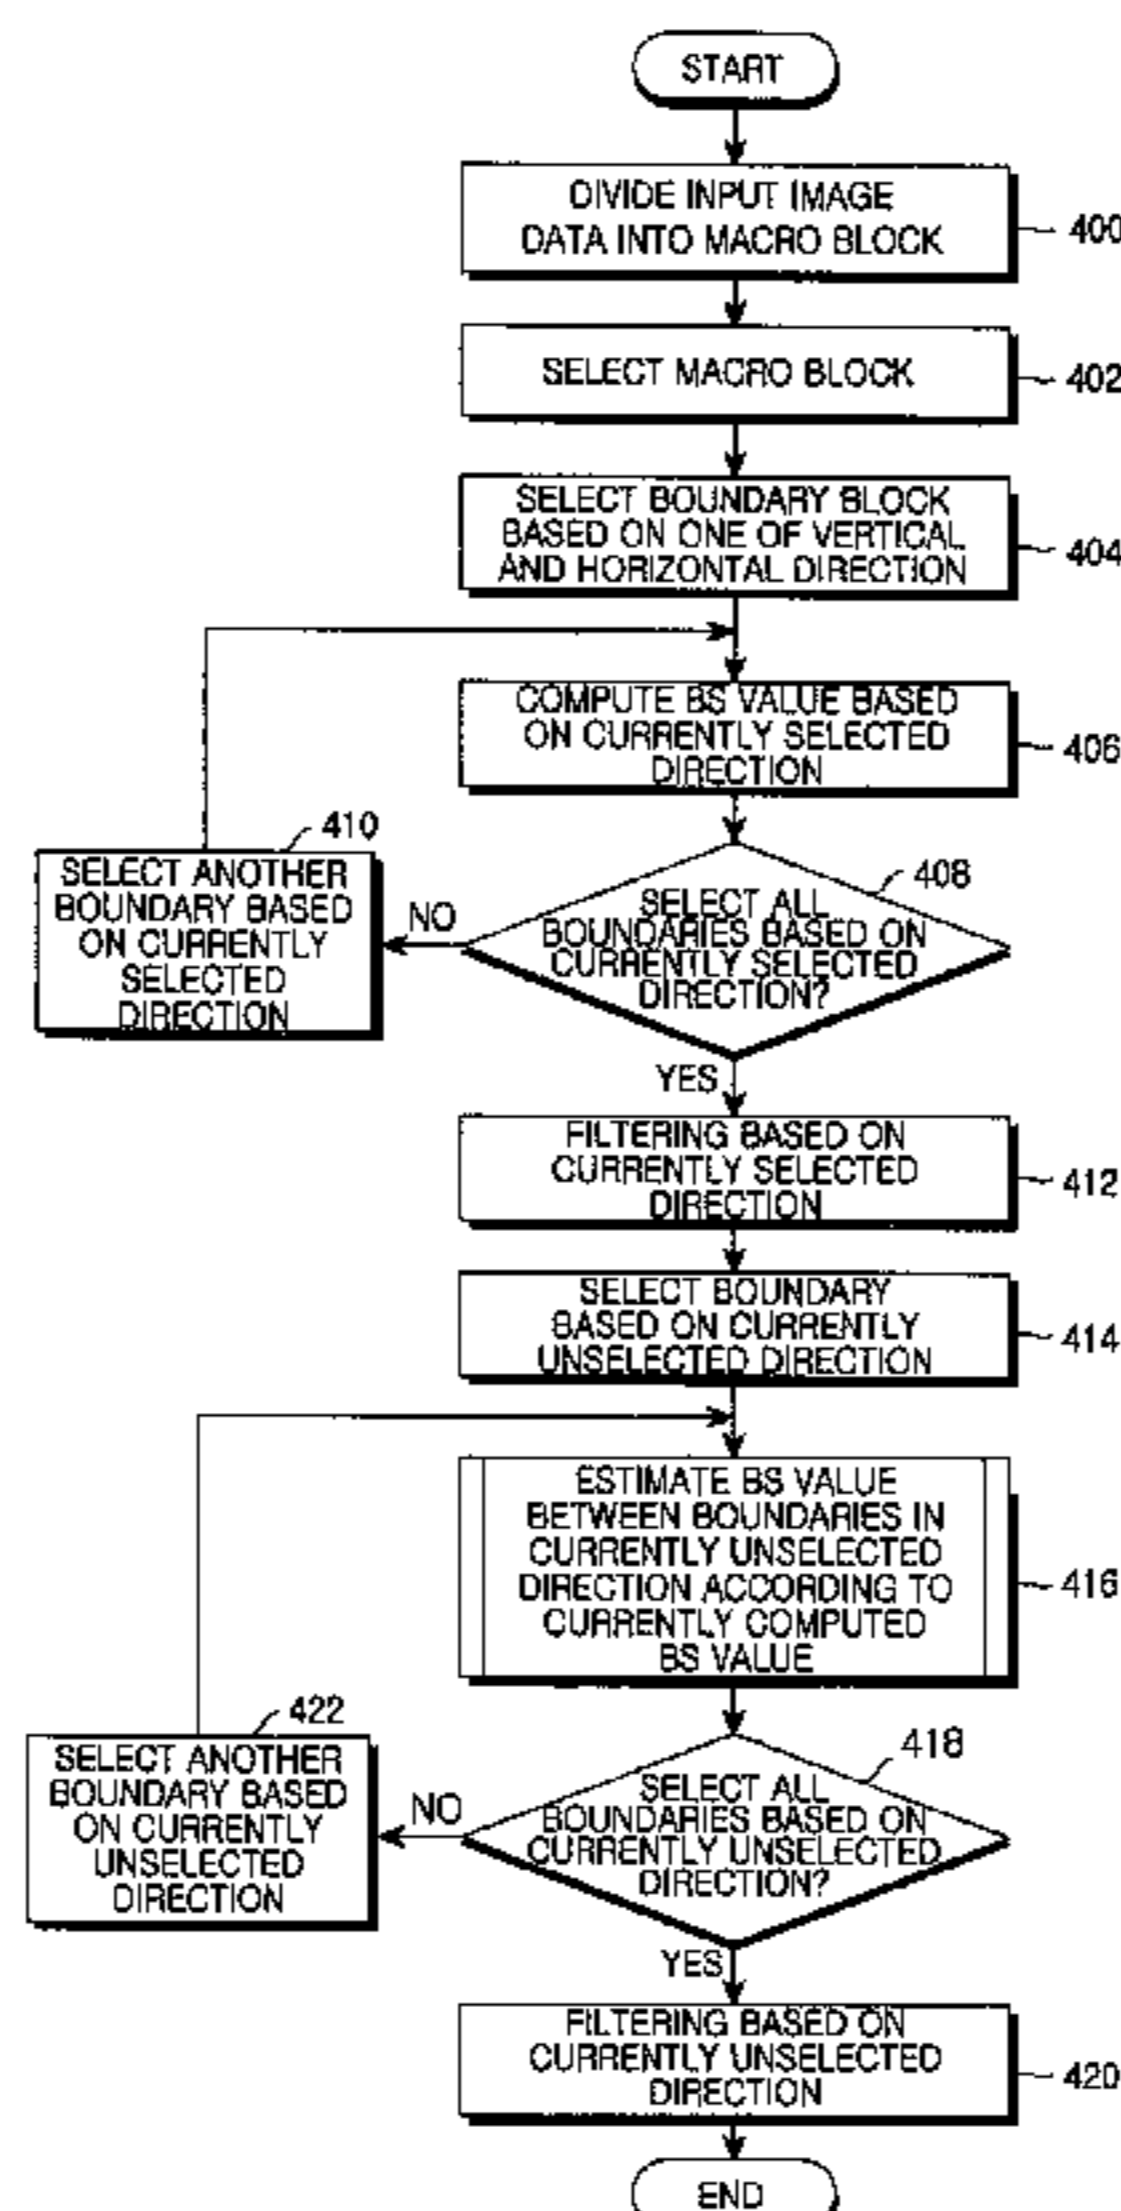 START
DIVIDE INPUT IMAGE
DATA INTO MACRO BLOCK
400
SELECT MACRO BLOCK
402
SELECT BOUNDARY BLOCK
BASED ON ONE OF VERTICAL
AND HORIZONTAL DIRECTION
404
COMPUTE BS VALUE BASED
ON CURRENTLY SELECTED
DIRECTION
406
410
SELECT ANOTHER
BOUNDARY BASED
ON CURRENTLY
SELECTED
DIRECTION
NO
408
SELECT ALL
BOUNDARIES BASED ON
CURRENTLY SELECTED
DIRECTION?
YES
FILTERING BASED ON
CURRENTLY SELECTED
DIRECTION
412
SELECT BOUNDARY
BASED ON CURRENTLY
UNSELECTED DIRECTION
414
ESTIMATE BS VALUE
BETWEEN BOUNDARIES IN
CURRENTLY UNSELECTED
DIRECTION ACCORDING TO
CURRENTLY COMPUTED
BS VALUE
416
422
SELECT ANOTHER
BOUNDARY BASED
ON CURRENTLY
UNSELECTED
DIRECTION
NO
418
SELECT ALL
BOUNDARIES BASED ON
CURRENTLY UNSELECTED
DIRECTION?
YES
FILTERING BASED ON
CURRENTLY UNSELECTED
DIRECTION
420
END